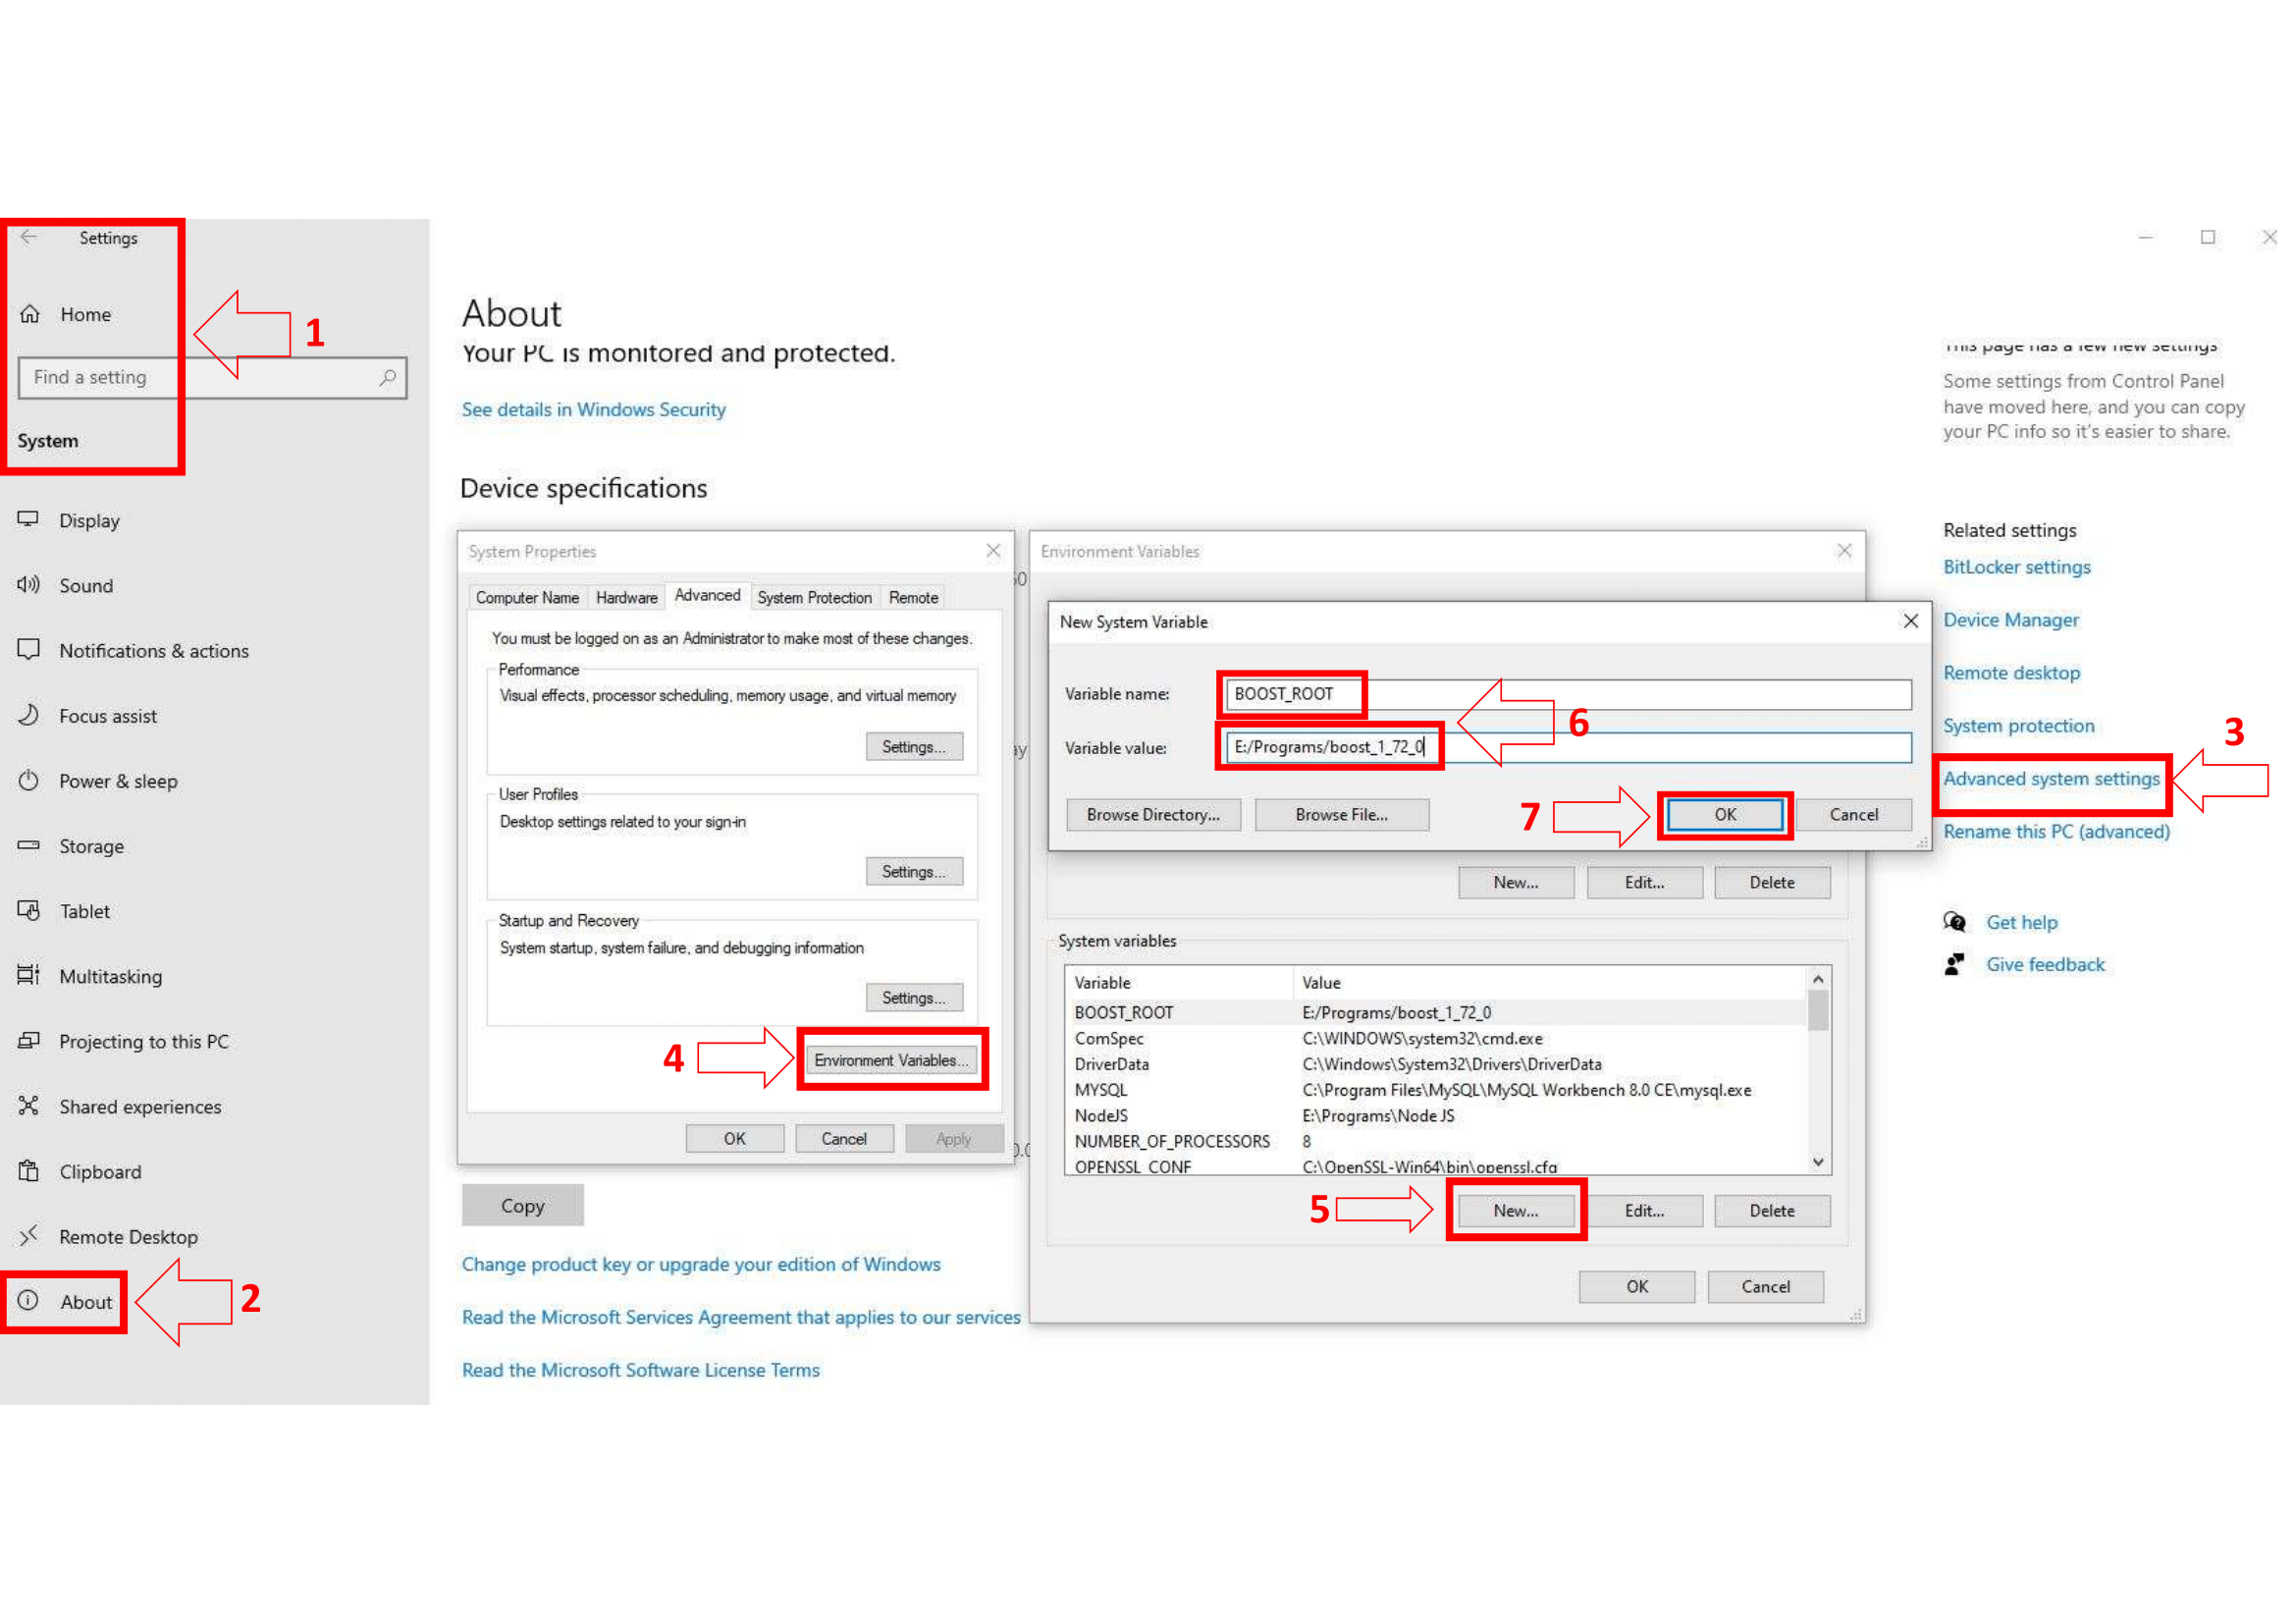 Settings
Home
1
Find a setting
System
Display
Sound
Notifications & actions
Focus assist
Power & sleep
Storage
Tablet
Multitasking
Projecting to this PC
Shared experiences
Clipboard
Remote Desktop
About
2
About
Your PC is monitored and protected.
See details in Windows Security
Device specifications
System Properties
Computer Name Hardware Advanced System Protection Remote
You must be logged on as an Administrator to make most of these changes.
Performance
Visual effects, processor scheduling, memory usage, and virtual memory
Settings...
User Profiles
Desktop settings related to your sign-in
Settings...
Startup and Recovery
System startup, system failure, and debugging information
Settings...
4
Environment Variables...
OK Cancel Apply
Copy
Change product key or upgrade your edition of Windows
Read the Microsoft Services Agreement that applies to our services
Read the Microsoft Software License Terms
Environment Variables
New System Variable
Variable name: BOOST_ROOT
6
Variable value: E:/Programs/boost_1_72_0
Browse Directory... Browse File... 7 OK Cancel
New... Edit... Delete
System variables
Variable Value
BOOST_ROOT E:/Programs/boost_1_72_0
ComSpec C:\WINDOWS\system32\cmd.exe
DriverData C:\Windows\System32\Drivers\DriverData
MYSQL C:\Program Files\MySQL\MySQL Workbench 8.0 CE\mysql.exe
NodeJS E:\Programs\Node JS
NUMBER_OF_PROCESSORS 8
OPENSSL_CONF C:\OpenSSL-Win64\bin\openssl.cfg
5 New... Edit... Delete
OK Cancel
This page has a few new settings
Some settings from Control Panel
have moved here, and you can copy
your PC info so it's easier to share.
Related settings
BitLocker settings
Device Manager
Remote desktop
System protection
3
Advanced system settings
Rename this PC (advanced)
Get help
Give feedback